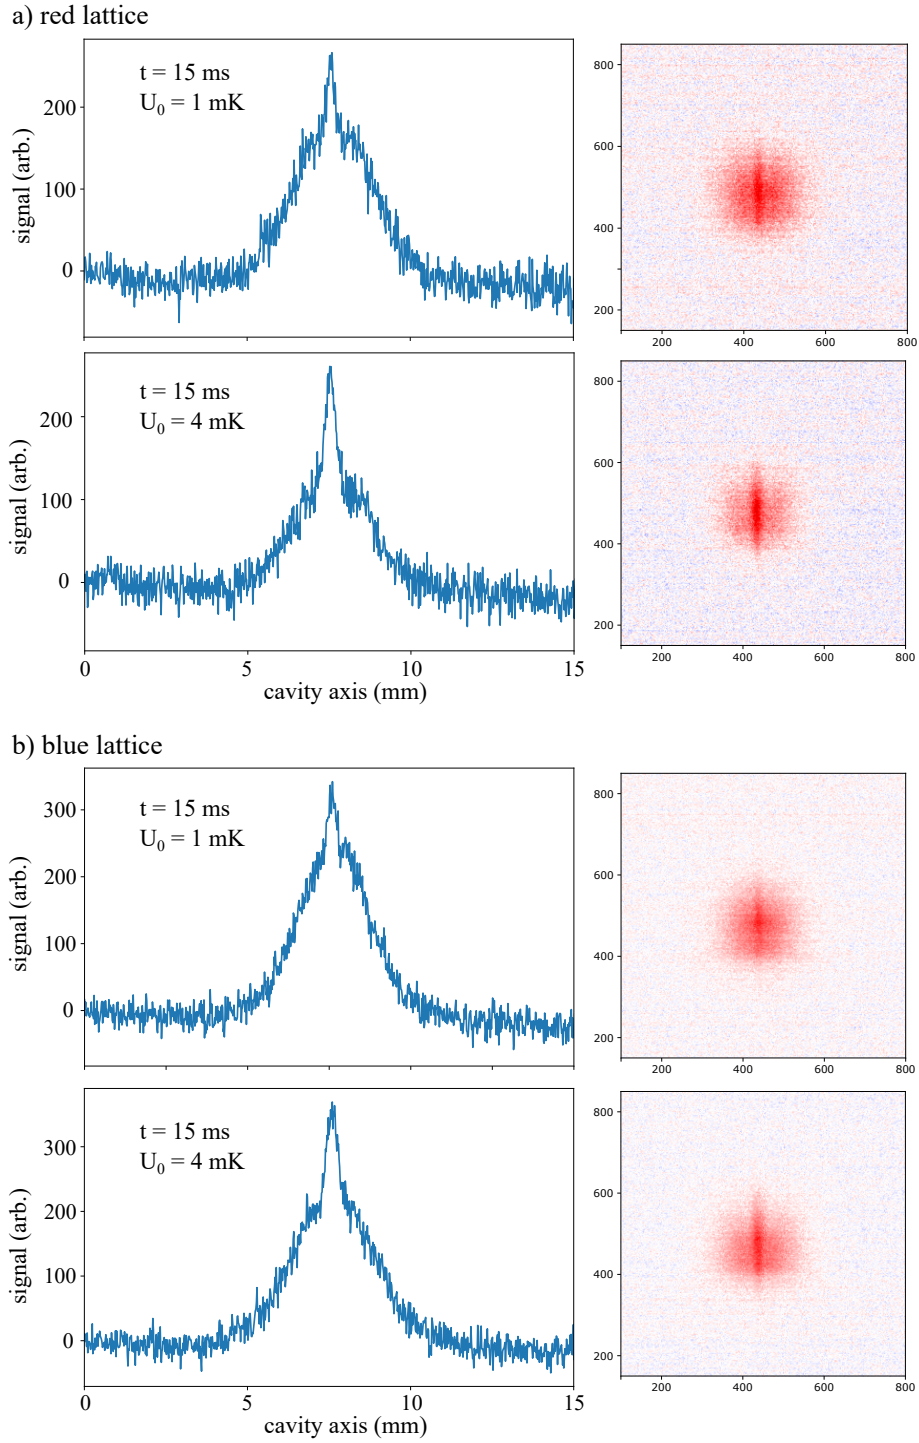 a) red lattice
t = 15 ms
U₀ = 1 mK
signal (arb.)
200
100
0
800
600
400
200
200 400 600 800
t = 15 ms
U₀ = 4 mK
signal (arb.)
200
100
0
0 5 10 15
cavity axis (mm)
800
600
400
200
200 400 600 800
b) blue lattice
t = 15 ms
U₀ = 1 mK
signal (arb.)
300
200
100
0
800
600
400
200
200 400 600 800
t = 15 ms
U₀ = 4 mK
signal (arb.)
300
200
100
0
0 5 10 15
cavity axis (mm)
800
600
400
200
200 400 600 800